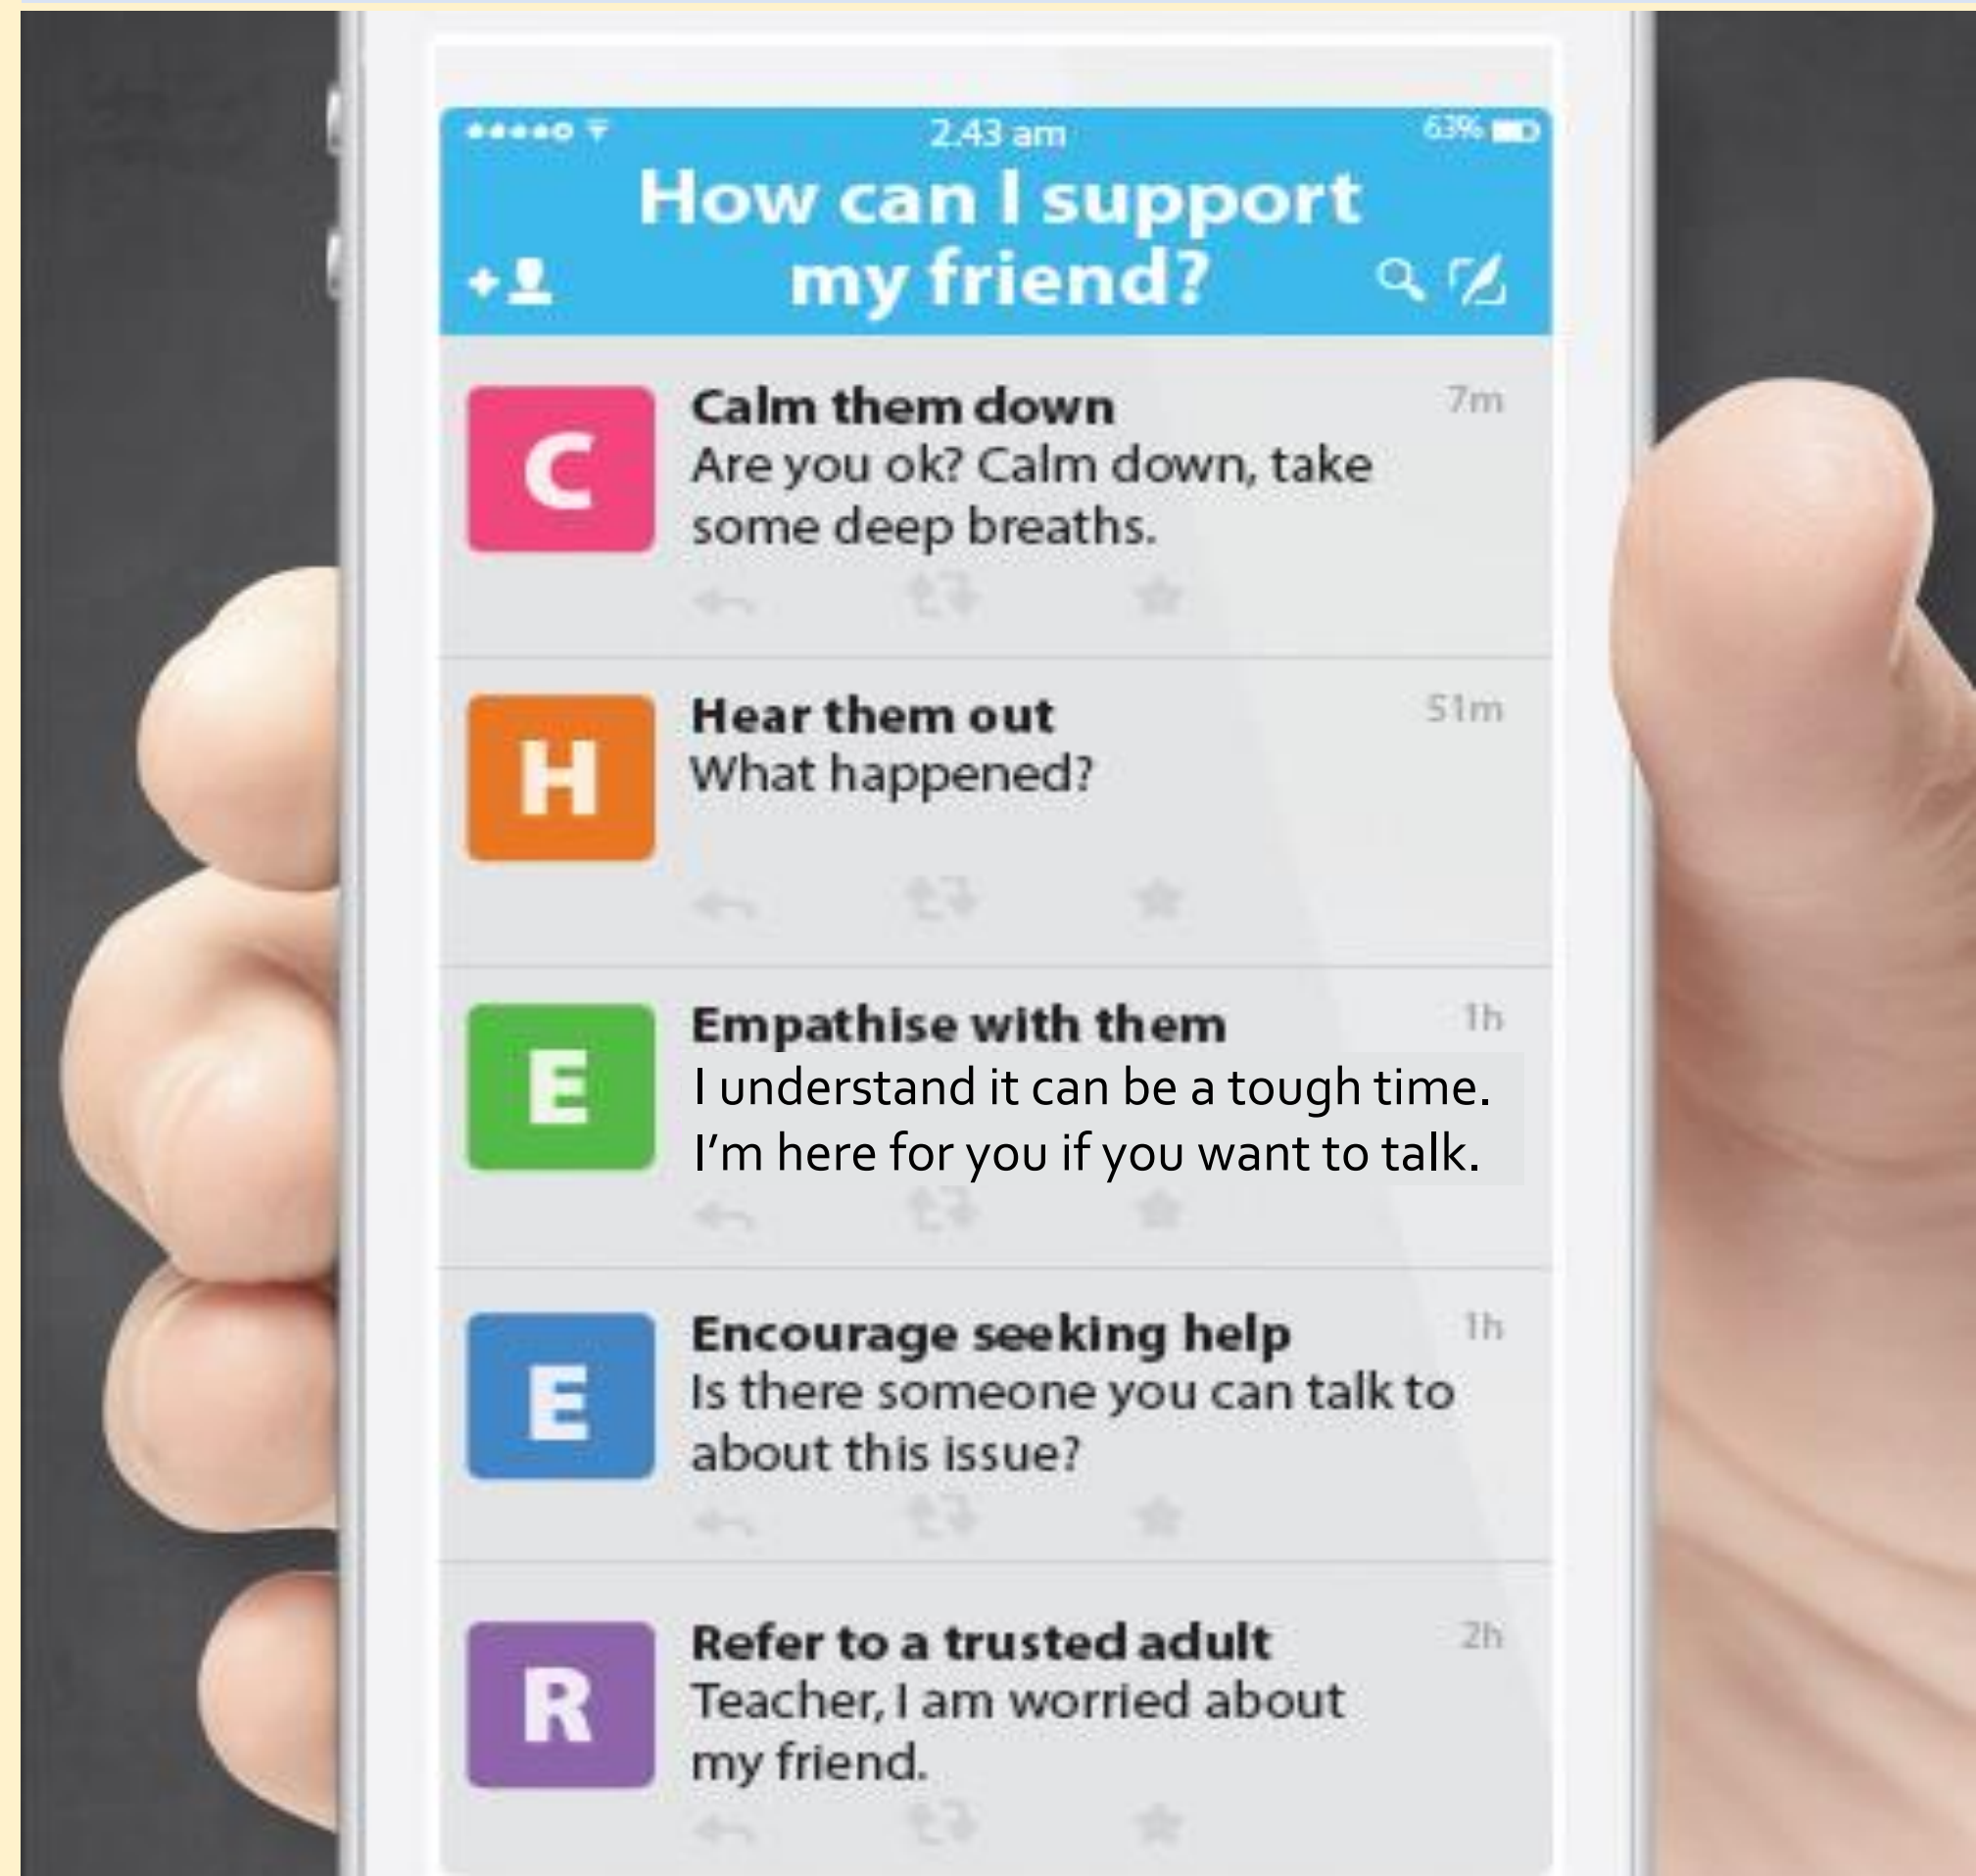 2.43 am 63%
How can I support
my friend?
C
Calm them down 7m
Are you ok? Calm down, take
some deep breaths.
H
Hear them out 51m
What happened?
E
Empathise with them 1h
I understand it can be a tough time.
I'm here for you if you want to talk.
E
Encourage seeking help 1h
Is there someone you can talk to
about this issue?
R
Refer to a trusted adult 2h
Teacher, I am worried about
my friend.